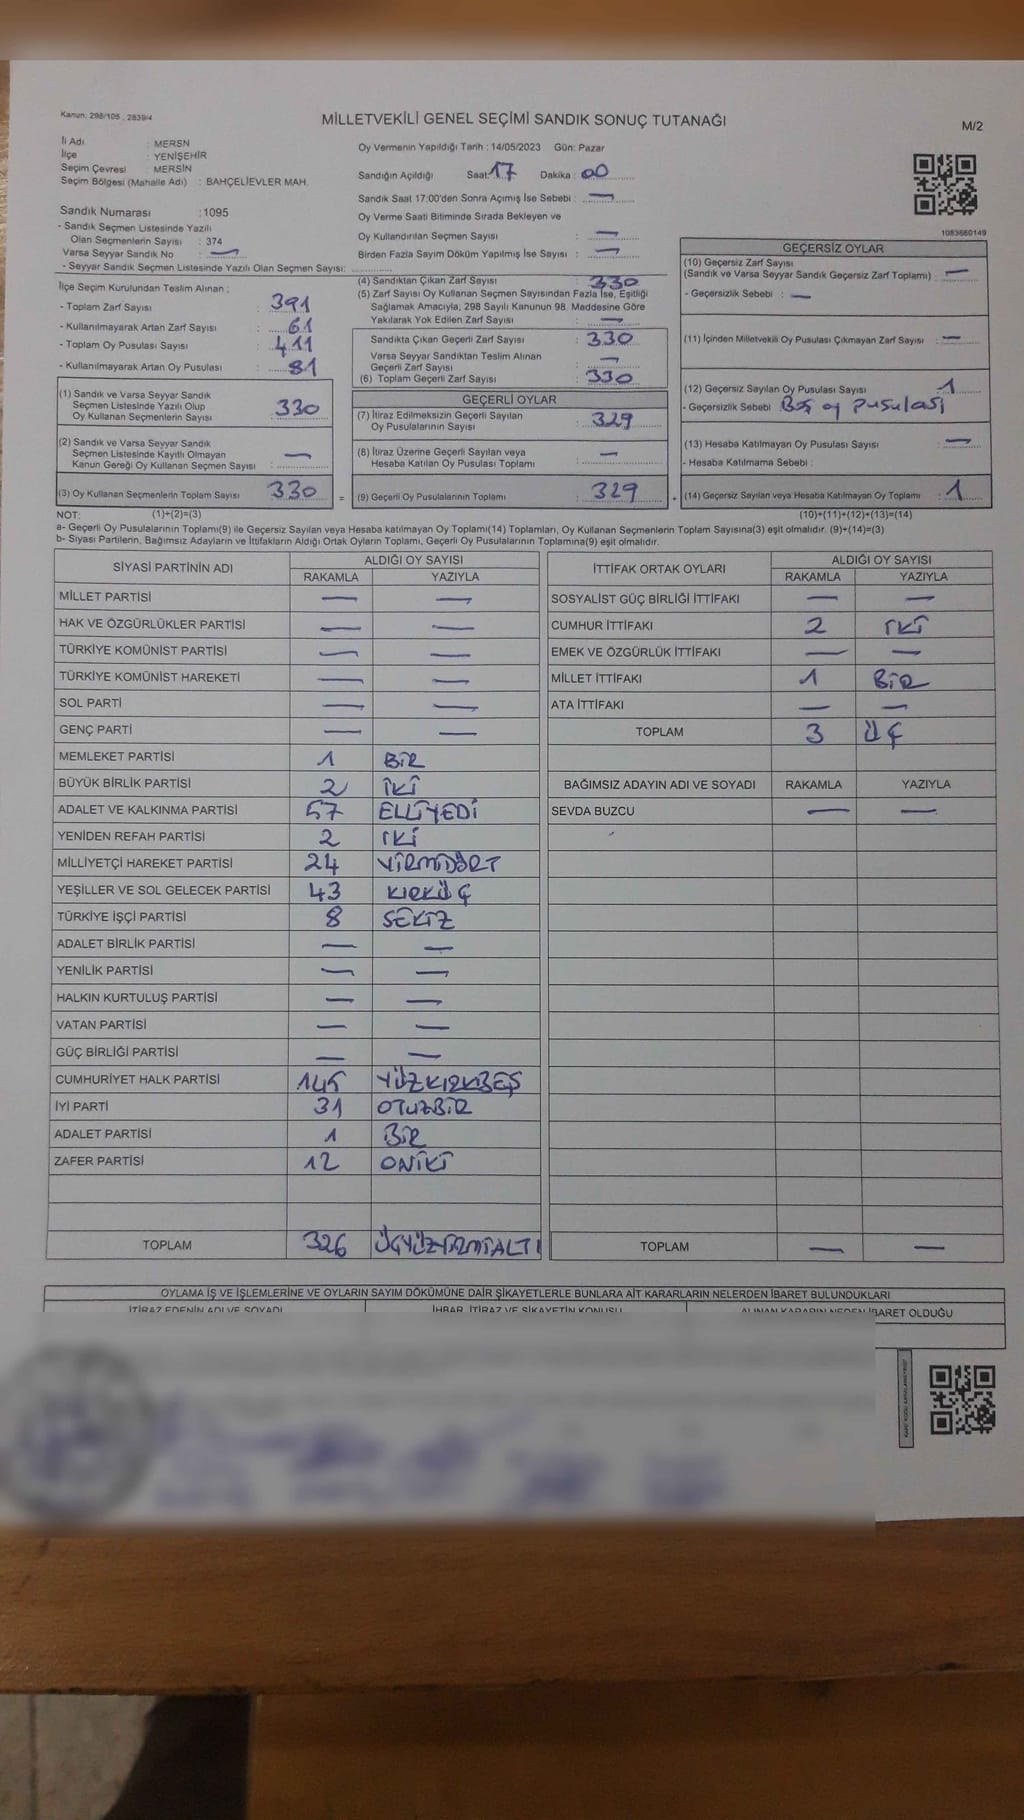 Kanun: 298/105 , 2839/4
MİLLETVEKİLİ GENEL SEÇİMİ SANDIK SONUÇ TUTANAĞI
M/2
İl Adı : MERSN
İlçe : YENİŞEHİR
Seçim Çevresi : MERSİN
Seçim Bölgesi (Mahalle Adı) : BAHÇELİEVLER MAH.
Sandık Numarası : 1095
- Sandık Seçmen Listesinde Yazılı
Olan Seçmenlerin Sayısı : 374
Varsa Seyyar Sandık No —
- Seyyar Sandık Seçmen Listesinde Yazılı Olan Seçmen Sayısı:
Oy Vermenin Yapıldığı Tarih : 14/05/2023 Gün: Pazar
Sandığın Açıldığı Saat: 17 Dakika : 00
Sandık Saat 17:00'den Sonra Açımış İse Sebebi : —
Oy Verme Saati Bitiminde Sırada Bekleyen ve
Oy Kullandırılan Seçmen Sayısı : —
Birden Fazla Sayım Döküm Yapılmış İse Sayısı : —
1083660149
İlçe Seçim Kurulundan Teslim Alınan :
- Toplam Zarf Sayısı : 391
- Kullanılmayarak Artan Zarf Sayısı : 61
- Toplam Oy Pusulası Sayısı : 411
- Kullanılmayarak Artan Oy Pusulası : 81
(1) Sandık ve Varsa Seyyar Sandık
Seçmen Listesinde Yazılı Olup
Oy Kullanan Seçmenlerin Sayısı : 330
(2) Sandık ve Varsa Seyyar Sandık
Seçmen Listesinde Kayıtlı Olmayan
Kanun Gereği Oy Kullanan Seçmen Sayısı : —
(3) Oy Kullanan Seçmenlerin Toplam Sayısı 330 =
(4) Sandıktan Çıkan Zarf Sayısı : 330
(5) Zarf Sayısı Oy Kullanan Seçmen Sayısından Fazla İse, Eşitliği
Sağlamak Amacıyla; 298 Sayılı Kanunun 98. Maddesine Göre
Yakılarak Yok Edilen Zarf Sayısı : —
Sandıkta Çıkan Geçerli Zarf Sayısı : 330
Varsa Seyyar Sandıktan Teslim Alınan
Geçerli Zarf Sayısı : —
(6) Toplam Geçerli Zarf Sayısı : 330
GEÇERLİ OYLAR
(7) İtiraz Edilmeksizin Geçerli Sayılan
Oy Pusulalarının Sayısı : 329
(8) İtiraz Üzerine Geçerli Sayılan veya
Hesaba Katılan Oy Pusulası Toplamı : —
(9) Geçerli Oy Pusulalarının Toplamı : 329 +
GEÇERSİZ OYLAR
(10) Geçersiz Zarf Sayısı
(Sandık ve Varsa Seyyar Sandık Geçersiz Zarf Toplamı) : —
- Geçersizlik Sebebi : —
(11) İçinden Milletvekili Oy Pusulası Çıkmayan Zarf Sayısı : —
(12) Geçersiz Sayılan Oy Pusulası Sayısı : 1
- Geçersizlik Sebebi Boş oy pusulası
(13) Hesaba Katılmayan Oy Pusulası Sayısı : —
- Hesaba Katılmama Sebebi :
(14) Geçersiz Sayılan veya Hesaba Katılmayan Oy Toplamı : 1
NOT: (1)+(2)=(3) (10)+(11)+(12)+(13)=(14)
a- Geçerli Oy Pusulalarının Toplamı(9) ile Geçersiz Sayılan veya Hesaba katılmayan Oy Toplamı(14) Toplamları, Oy Kullanan Seçmenlerin Toplam Sayısına(3) eşit olmalıdır. (9)+(14)=(3)
b- Siyasi Partilerin, Bağımsız Adayların ve İttifakların Aldığı Ortak Oyların Toplamı, Geçerli Oy Pusulalarının Toplamına(9) eşit olmalıdır.
SİYASİ PARTİNİN ADI ALDIĞI OY SAYISI
RAKAMLA YAZIYLA
MİLLET PARTİSİ — —
HAK VE ÖZGÜRLÜKLER PARTİSİ — —
TÜRKİYE KOMÜNİST PARTİSİ — —
TÜRKİYE KOMÜNİST HAREKETİ — —
SOL PARTİ — —
GENÇ PARTİ — —
MEMLEKET PARTİSİ 1 BİR
BÜYÜK BİRLİK PARTİSİ 2 İKİ
ADALET VE KALKINMA PARTİSİ 57 ELLİYEDİ
YENİDEN REFAH PARTİSİ 2 İKİ
MİLLİYETÇİ HAREKET PARTİSİ 24 YİRMİDÖRT
YEŞİLLER VE SOL GELECEK PARTİSİ 43 KIRKÜÇ
TÜRKİYE İŞÇİ PARTİSİ 8 SEKİZ
ADALET BİRLİK PARTİSİ — —
YENİLİK PARTİSİ — —
HALKIN KURTULUŞ PARTİSİ — —
VATAN PARTİSİ — —
GÜÇ BİRLİĞİ PARTİSİ — —
CUMHURİYET HALK PARTİSİ 145 YÜZKIRKBEŞ
İYİ PARTİ 31 OTUZBİR
ADALET PARTİSİ 1 BİR
ZAFER PARTİSİ 12 ONİKİ
TOPLAM 326 ÜÇYÜZYİRMİALTI
İTTİFAK ORTAK OYLARI ALDIĞI OY SAYISI
RAKAMLA YAZIYLA
SOSYALİST GÜÇ BİRLİĞİ İTTİFAKI — —
CUMHUR İTTİFAKI 2 İKİ
EMEK VE ÖZGÜRLÜK İTTİFAKI — —
MİLLET İTTİFAKI 1 BİR
ATA İTTİFAKI — —
TOPLAM 3 ÜÇ
BAĞIMSIZ ADAYIN ADI VE SOYADI RAKAMLA YAZIYLA
SEVDA BUZCU — —
TOPLAM — —
OYLAMA İŞ VE İŞLEMLERİNE VE OYLARIN SAYIM DÖKÜMÜNE DAİR ŞİKAYETLERLE BUNLARA AİT KARARLARIN NELERDEN İBARET BULUNDUKLARI
İTİRAZ EDENİN ADI VE SOYADI İHBAR, İTİRAZ VE ŞİKAYETİN KONUSU ALINAN KARARIN NEDEN İBARET OLDUĞU